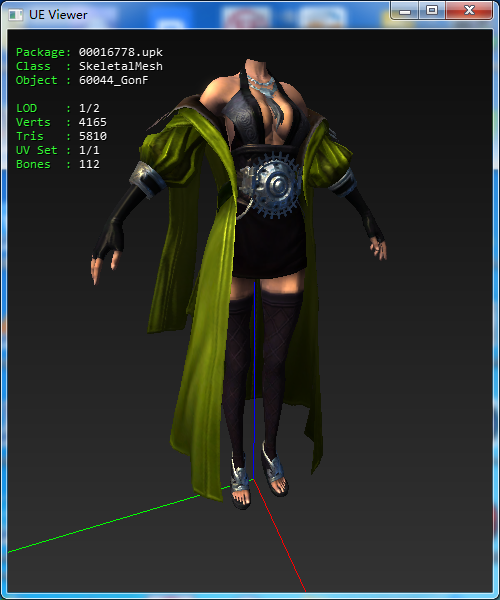 UE Viewer
Package: 00016778.upk
Class : SkeletalMesh
Object : 60044_GonF
LOD : 1/2
Verts : 4165
Tris : 5810
UV Set : 1/1
Bones : 112